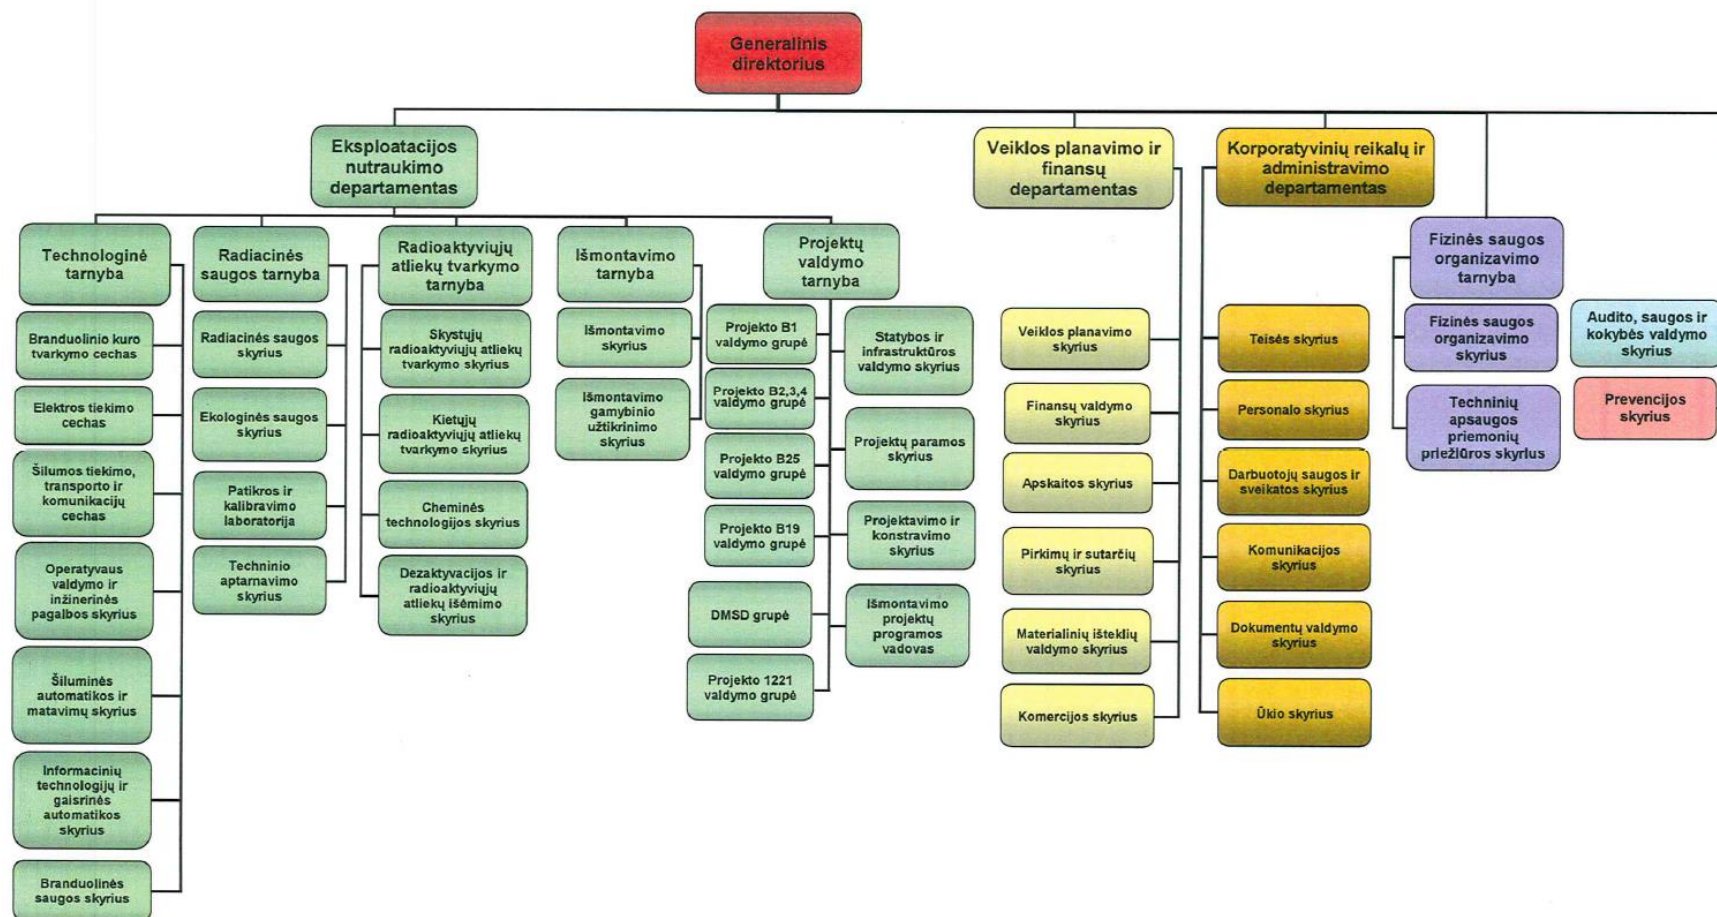 Generalinis
direktorius
Eksploatacijos
nutraukimo
departamentas
Veiklos planavimo ir
finansų
departamentas
Korporatyvinių reikalų ir
administravimo
departamentas
Technologinė
tarnyba
Branduolinio kuro
tvarkymo cechas
Elektros tiekimo
cechas
Šilumos tiekimo,
transporto ir
komunikacijų
cechas
Operatyvaus
valdymo ir
inžinerinės
pagalbos skyrius
Šiluminės
automatikos ir
matavimų skyrius
Informacinių
technologijų ir
gaisrinės
automatikos
skyrius
Branduolinės
saugos skyrius
Radiacinės
saugos tarnyba
Radiacinės saugos
skyrius
Ekologinės saugos
skyrius
Patikros ir
kalibravimo
laboratorija
Techninio
aptarnavimo
skyrius
Radioaktyviųjų
atliekų tvarkymo
tarnyba
Skystųjų
radioaktyviųjų atliekų
tvarkymo skyrius
Kietųjų
radioaktyviųjų atliekų
tvarkymo skyrius
Cheminės
technologijos skyrius
Dezaktyvacijos ir
radioaktyviųjų
atliekų išėmimo
skyrius
Išmontavimo
tarnyba
Išmontavimo
skyrius
Išmontavimo
gamybinio
užtikrinimo
skyrius
Projektų
valdymo
tarnyba
Projekto B1
valdymo grupė
Projekto B2,3,4
valdymo grupė
Projekto B25
valdymo grupė
Projekto B19
valdymo grupė
DMSD grupė
Projekto 1221
valdymo grupė
Statybos ir
infrastruktūros
valdymo skyrius
Projektų paramos
skyrius
Projektavimo ir
konstravimo
skyrius
Išmontavimo
projektų
programos
vadovas
Veiklos planavimo
skyrius
Finansų valdymo
skyrius
Apskaitos skyrius
Pirkimų ir sutarčių
skyrius
Materialinių išteklių
valdymo skyrius
Komercijos skyrius
Teisės skyrius
Personalo skyrius
Darbuotojų saugos ir
sveikatos skyrius
Komunikacijos
skyrius
Dokumentų valdymo
skyrius
Ūkio skyrius
Fizinės saugos
organizavimo
tarnyba
Fizinės saugos
organizavimo
skyrius
Techninių
apsaugos
priemonių
priežiūros skyrius
Audito, saugos ir
kokybės valdymo
skyrius
Prevencijos
skyrius